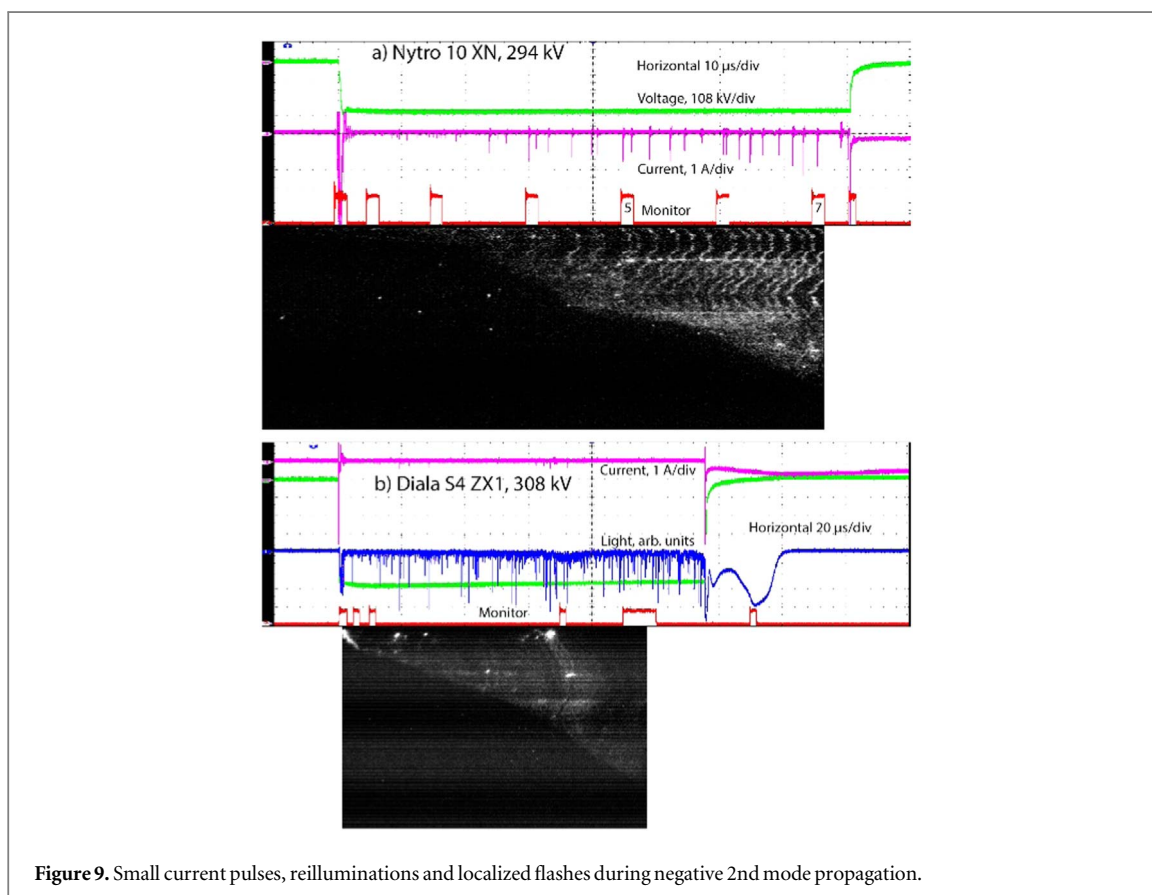 a) Nytro 10 XN, 294 kV
Horizontal 10 µs/div
Voltage, 108 kV/div
Current, 1 A/div
5
Monitor
7
Current, 1 A/div
b) Diala S4 ZX1, 308 kV
Horizontal 20 µs/div
Light, arb. units
Monitor
Figure 9. Small current pulses, reilluminations and localized flashes during negative 2nd mode propagation.